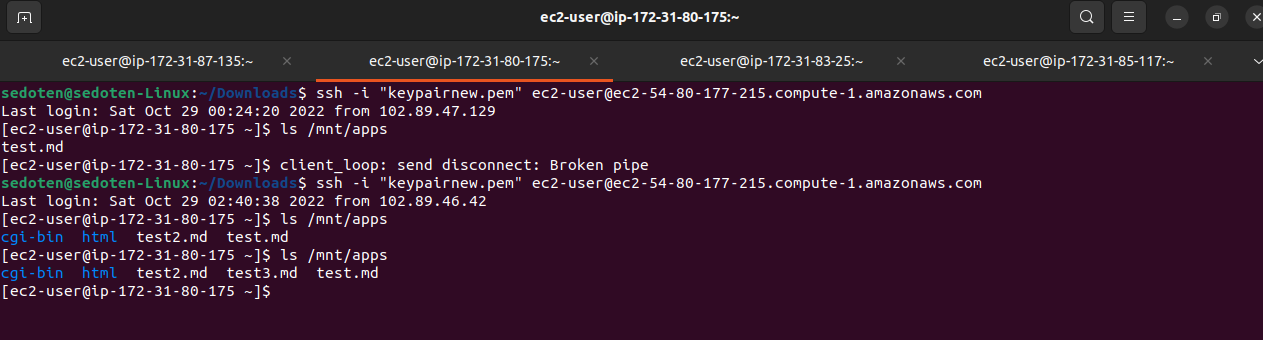 ec2-user@ip-172-31-80-175:~
ec2-user@ip-172-31-87-135:~ ec2-user@ip-172-31-80-175:~ ec2-user@ip-172-31-83-25:~ ec2-user@ip-172-31-85-117:~
sedoten@sedoten-Linux:~/Downloads$ ssh -i "keypairnew.pem" ec2-user@ec2-54-80-177-215.compute-1.amazonaws.com
Last login: Sat Oct 29 00:24:20 2022 from 102.89.47.129
[ec2-user@ip-172-31-80-175 ~]$ ls /mnt/apps
test.md
[ec2-user@ip-172-31-80-175 ~]$ client_loop: send disconnect: Broken pipe
sedoten@sedoten-Linux:~/Downloads$ ssh -i "keypairnew.pem" ec2-user@ec2-54-80-177-215.compute-1.amazonaws.com
Last login: Sat Oct 29 02:40:38 2022 from 102.89.46.42
[ec2-user@ip-172-31-80-175 ~]$ ls /mnt/apps
cgi-bin  html  test2.md  test.md
[ec2-user@ip-172-31-80-175 ~]$ ls /mnt/apps
cgi-bin  html  test2.md  test3.md  test.md
[ec2-user@ip-172-31-80-175 ~]$